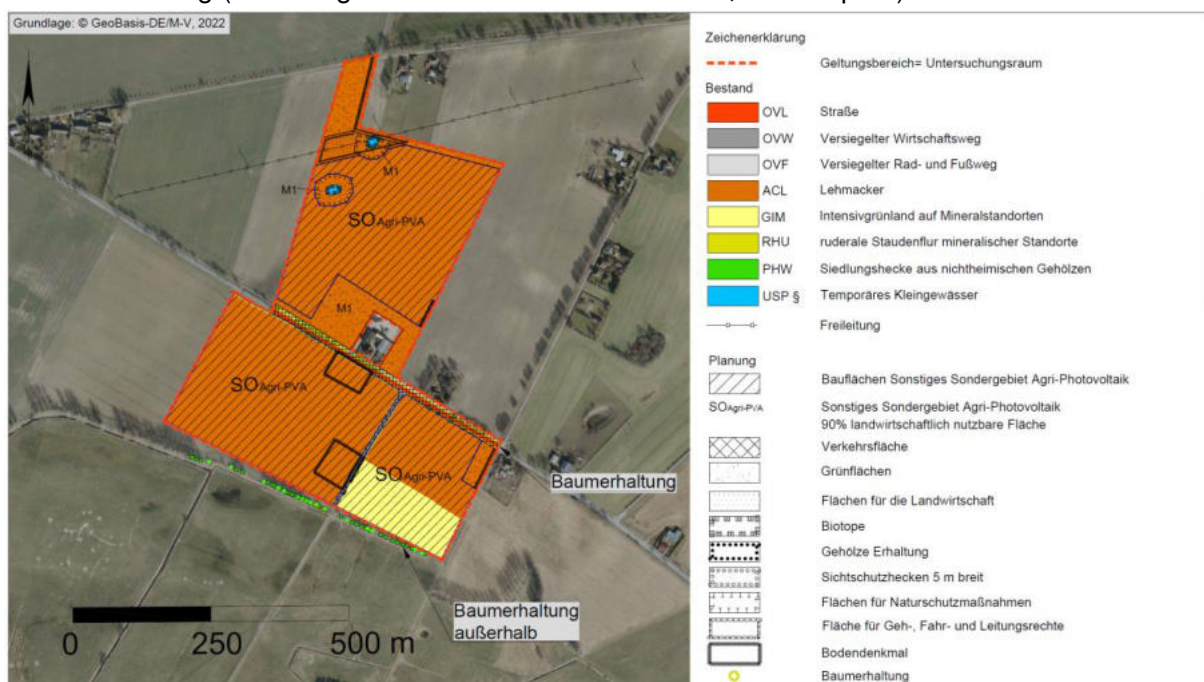 Grundlage: © GeoBasis-DE/M-V, 2022
M1
M1
SOAgri-PVA
M1
SOAgri-PVA
SOAgri-PVA
Baumerhaltung
Baumerhaltung
außerhalb
0 250 500 m
Zeichenerklärung
Geltungsbereich= Untersuchungsraum
Bestand
OVL Straße
OVW Versiegelter Wirtschaftsweg
OVF Versiegelter Rad- und Fußweg
ACL Lehmacker
GIM Intensivgrünland auf Mineralstandorten
RHU ruderale Staudenflur mineralischer Standorte
PHW Siedlungshecke aus nichtheimischen Gehölzen
USP § Temporäres Kleingewässer
Freileitung
Planung
Bauflächen Sonstiges Sondergebiet Agri-Photovoltaik
SOAgri-PVA Sonstiges Sondergebiet Agri-Photovoltaik
90% landwirtschaftlich nutzbare Fläche
Verkehrsfläche
Grünflächen
Flächen für die Landwirtschaft
Biotope
Gehölze Erhaltung
Sichtschutzhecken 5 m breit
Flächen für Naturschutzmaßnahmen
Fläche für Geh-, Fahr- und Leitungsrechte
Bodendenkmal
Baumerhaltung